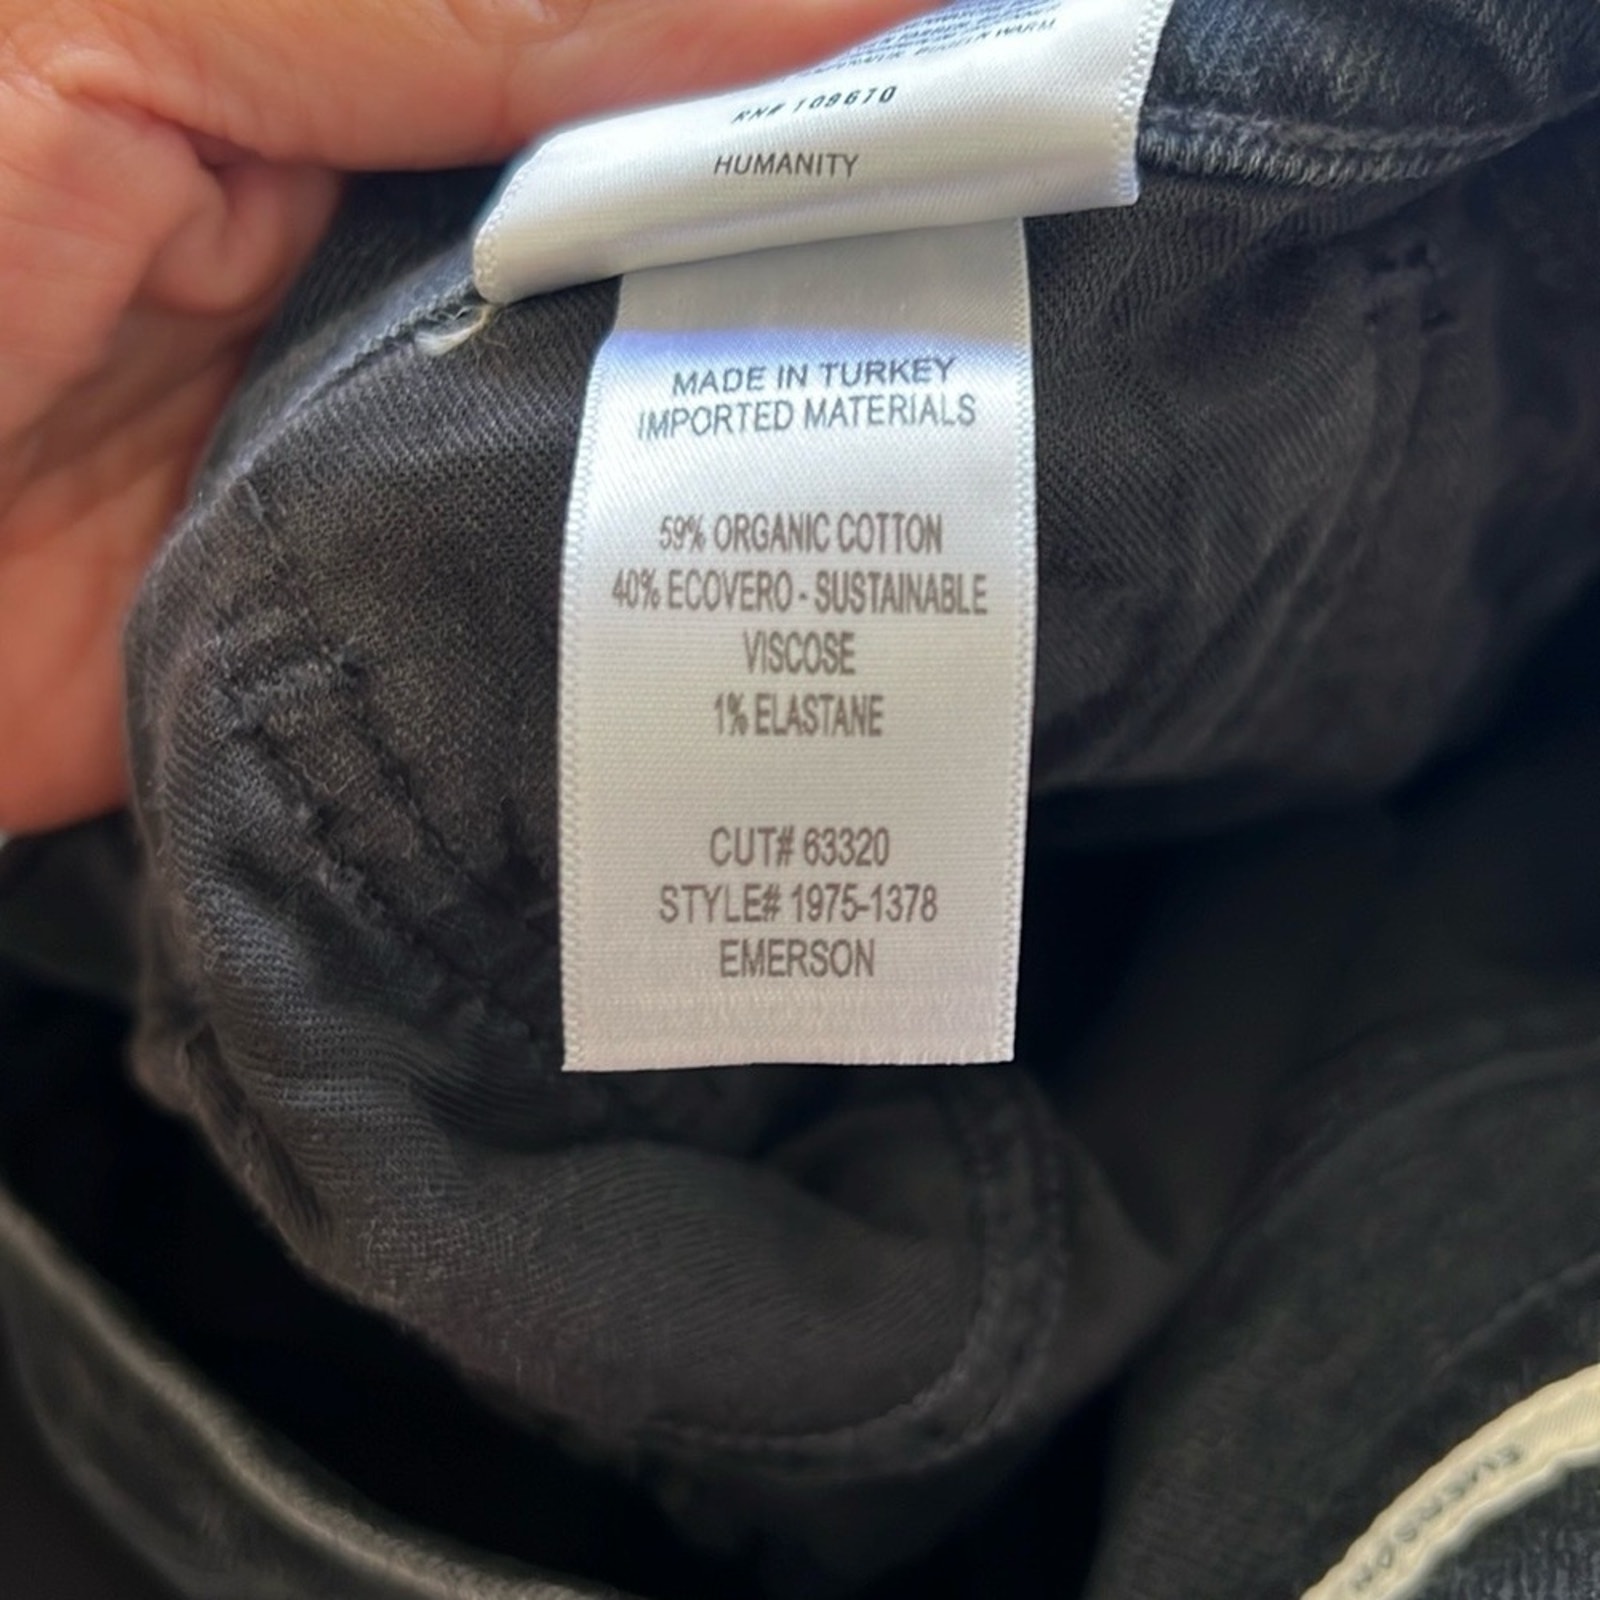 RN# 109670
HUMANITY
MADE IN TURKEY
IMPORTED MATERIALS
59% ORGANIC COTTON
40% ECOVERO - SUSTAINABLE
VISCOSE
1% ELASTANE
CUT# 63320
STYLE# 1975-1378
EMERSON
EMERSON